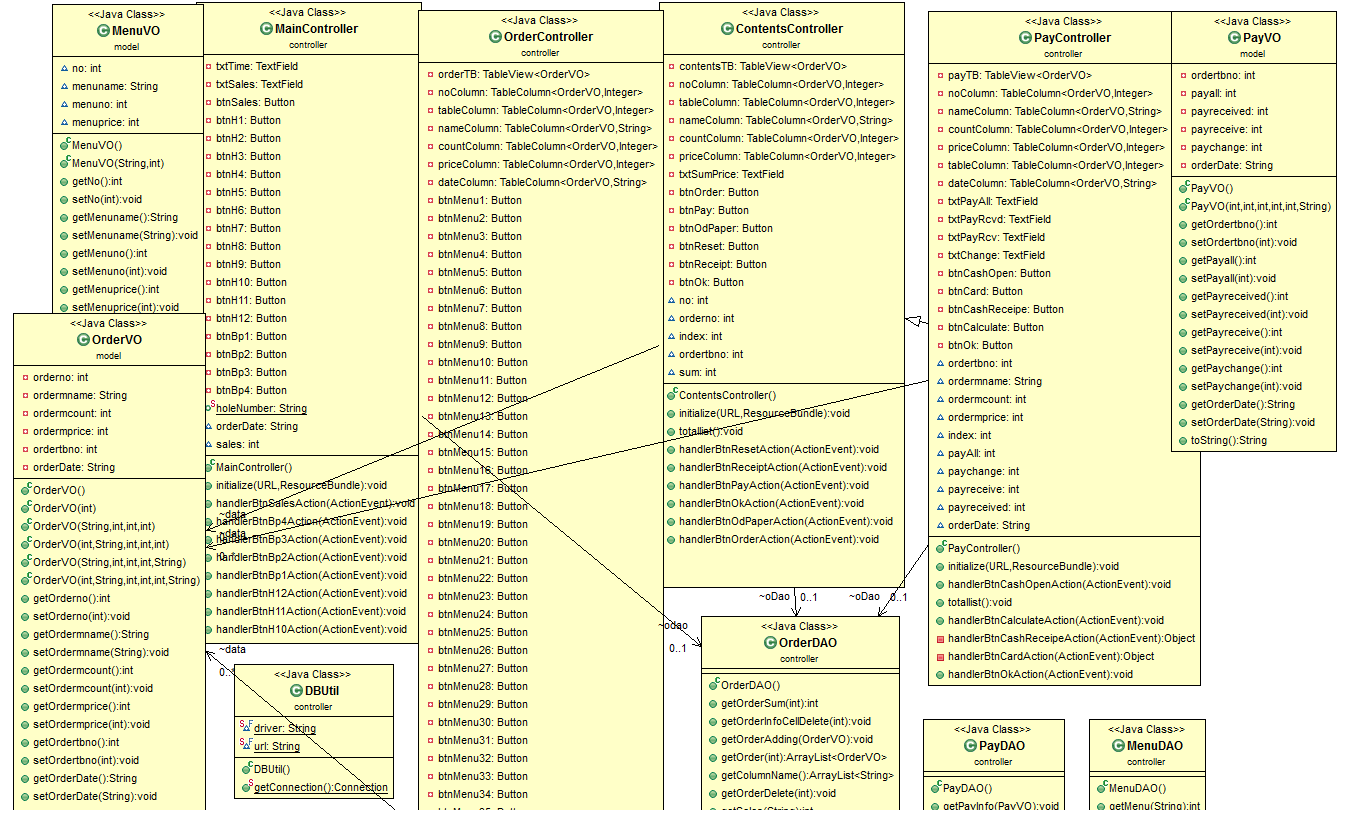 <<Java Class>>
MenuVO
model
no: int
menuname: String
menuno: int
menuprice: int
MenuVO()
MenuVO(String,int)
getNo():int
setNo(int):void
getMenuname():String
setMenuname(String):void
getMenuno():int
setMenuno(int):void
getMenuprice():int
setMenuprice(int):void
<<Java Class>>
OrderVO
model
orderno: int
ordermname: String
ordermcount: int
ordermprice: int
ordertbno: int
orderDate: String
OrderVO()
OrderVO(int)
OrderVO(String,int,int,int)
OrderVO(int,String,int,int,int)
OrderVO(String,int,int,int,String)
OrderVO(int,String,int,int,int,String)
getOrderno():int
setOrderno(int):void
getOrdermname():String
setOrdermname(String):void
getOrdermcount():int
setOrdermcount(int):void
getOrdermprice():int
setOrdermprice(int):void
getOrdertbno():int
setOrdertbno(int):void
getOrderDate():String
setOrderDate(String):void
<<Java Class>>
MainController
controller
txtTime: TextField
txtSales: TextField
btnSales: Button
btnH1: Button
btnH2: Button
btnH3: Button
btnH4: Button
btnH5: Button
btnH6: Button
btnH7: Button
btnH8: Button
btnH9: Button
btnH10: Button
btnH11: Button
btnH12: Button
btnBp1: Button
btnBp2: Button
btnBp3: Button
btnBp4: Button
holeNumber: String
orderDate: String
sales: int
MainController()
initialize(URL,ResourceBundle):void
handlerBtnSalesAction(ActionEvent):void
~data
handlerBtnBp4Action(ActionEvent):void
~data
handlerBtnBp3Action(ActionEvent):void
handlerBtnBp2Action(ActionEvent):void
handlerBtnBp1Action(ActionEvent):void
handlerBtnH12Action(ActionEvent):void
handlerBtnH11Action(ActionEvent):void
handlerBtnH10Action(ActionEvent):void
~data
0..*
<<Java Class>>
DBUtil
controller
driver: String
url: String
DBUtil()
getConnection():Connection
<<Java Class>>
OrderController
controller
orderTB: TableView<OrderVO>
noColumn: TableColumn<OrderVO,Integer>
tableColumn: TableColumn<OrderVO,Integer>
nameColumn: TableColumn<OrderVO,String>
countColumn: TableColumn<OrderVO,Integer>
priceColumn: TableColumn<OrderVO,Integer>
dateColumn: TableColumn<OrderVO,String>
btnMenu1: Button
btnMenu2: Button
btnMenu3: Button
btnMenu4: Button
btnMenu5: Button
btnMenu6: Button
btnMenu7: Button
btnMenu8: Button
btnMenu9: Button
btnMenu10: Button
btnMenu11: Button
btnMenu12: Button
btnMenu13: Button
btnMenu14: Button
btnMenu15: Button
btnMenu16: Button
btnMenu17: Button
btnMenu18: Button
btnMenu19: Button
btnMenu20: Button
btnMenu21: Button
btnMenu22: Button
btnMenu23: Button
btnMenu24: Button
btnMenu25: Button
btnMenu26: Button
btnMenu27: Button
btnMenu28: Button
btnMenu29: Button
btnMenu30: Button
btnMenu31: Button
btnMenu32: Button
btnMenu33: Button
btnMenu34: Button
<<Java Class>>
ContentsController
controller
contentsTB: TableView<OrderVO>
noColumn: TableColumn<OrderVO,Integer>
tableColumn: TableColumn<OrderVO,Integer>
nameColumn: TableColumn<OrderVO,String>
countColumn: TableColumn<OrderVO,Integer>
priceColumn: TableColumn<OrderVO,Integer>
txtSumPrice: TextField
btnOrder: Button
btnPay: Button
btnOdPaper: Button
btnReset: Button
btnReceipt: Button
btnOk: Button
no: int
orderno: int
index: int
ordertbno: int
sum: int
ContentsController()
initialize(URL,ResourceBundle):void
totallist():void
handlerBtnResetAction(ActionEvent):void
handlerBtnReceiptAction(ActionEvent):void
handlerBtnPayAction(ActionEvent):void
handlerBtnOkAction(ActionEvent):void
handlerBtnOdPaperAction(ActionEvent):void
handlerBtnOrderAction(ActionEvent):void
~oDao 0..1 ~oDao 0..1
~odao
0..1
<<Java Class>>
OrderDAO
controller
OrderDAO()
getOrderSum(int):int
getOrderInfoCellDelete(int):void
getOrderAdding(OrderVO):void
getOrder(int):ArrayList<OrderVO>
getColumnName():ArrayList<String>
getOrderDelete(int):void
getSales(String):int
<<Java Class>>
PayController
controller
payTB: TableView<OrderVO>
noColumn: TableColumn<OrderVO,Integer>
nameColumn: TableColumn<OrderVO,String>
countColumn: TableColumn<OrderVO,Integer>
priceColumn: TableColumn<OrderVO,Integer>
tableColumn: TableColumn<OrderVO,Integer>
dateColumn: TableColumn<OrderVO,String>
txtPayAll: TextField
txtPayRcvd: TextField
txtPayRcv: TextField
txtChange: TextField
btnCashOpen: Button
btnCard: Button
btnCashReceipe: Button
btnCalculate: Button
btnOk: Button
ordertbno: int
ordermname: String
ordermcount: int
ordermprice: int
index: int
payAll: int
paychange: int
payreceive: int
payreceived: int
orderDate: String
PayController()
initialize(URL,ResourceBundle):void
handlerBtnCashOpenAction(ActionEvent):void
totallist():void
handlerBtnCalculateAction(ActionEvent):void
handlerBtnCashReceipeAction(ActionEvent):Object
handlerBtnCardAction(ActionEvent):Object
handlerBtnOkAction(ActionEvent):void
<<Java Class>>
PayVO
model
ordertbno: int
payall: int
payreceived: int
payreceive: int
paychange: int
orderDate: String
PayVO()
PayVO(int,int,int,int,int,String)
getOrdertbno():int
setOrdertbno(int):void
getPayall():int
setPayall(int):void
getPayreceived():int
setPayreceived(int):void
getPayreceive():int
setPayreceive(int):void
getPaychange():int
setPaychange(int):void
getOrderDate():String
setOrderDate(String):void
toString():String
<<Java Class>>
PayDAO
controller
PayDAO()
getPayInfo(PayVO):void
<<Java Class>>
MenuDAO
controller
MenuDAO()
getMenu(String):int